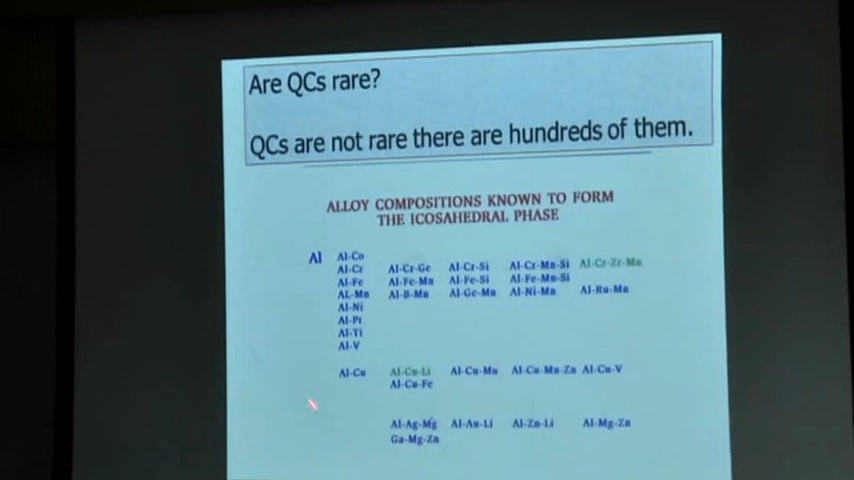 Are QCs rare?
QCs are not rare there are hundreds of them.
ALLOY COMPOSITIONS KNOWN TO FORM
THE ICOSAHEDRAL PHASE
Al Al-Co
Al-Cr Al-Cr-Ge Al-Cr-Si Al-Cr-Mn-Si Al-Cr-Zr-Mn
Al-Fe Al-Fe-Mn Al-Fe-Si Al-Fe-Mn-Si
AL-Mn Al-B-Mn Al-Ge-Mn Al-Ni-Mn Al-Ru-Mn
Al-Ni
Al-Pt
Al-Ti
Al-V
Al-Cu Al-Cu-Li Al-Cu-Mn Al-Cu-Mn-Zn Al-Cu-V
Al-Cu-Fe
Al-Ag-Mg Al-Au-Li Al-Zn-Li Al-Mg-Zn
Ga-Mg-Zn